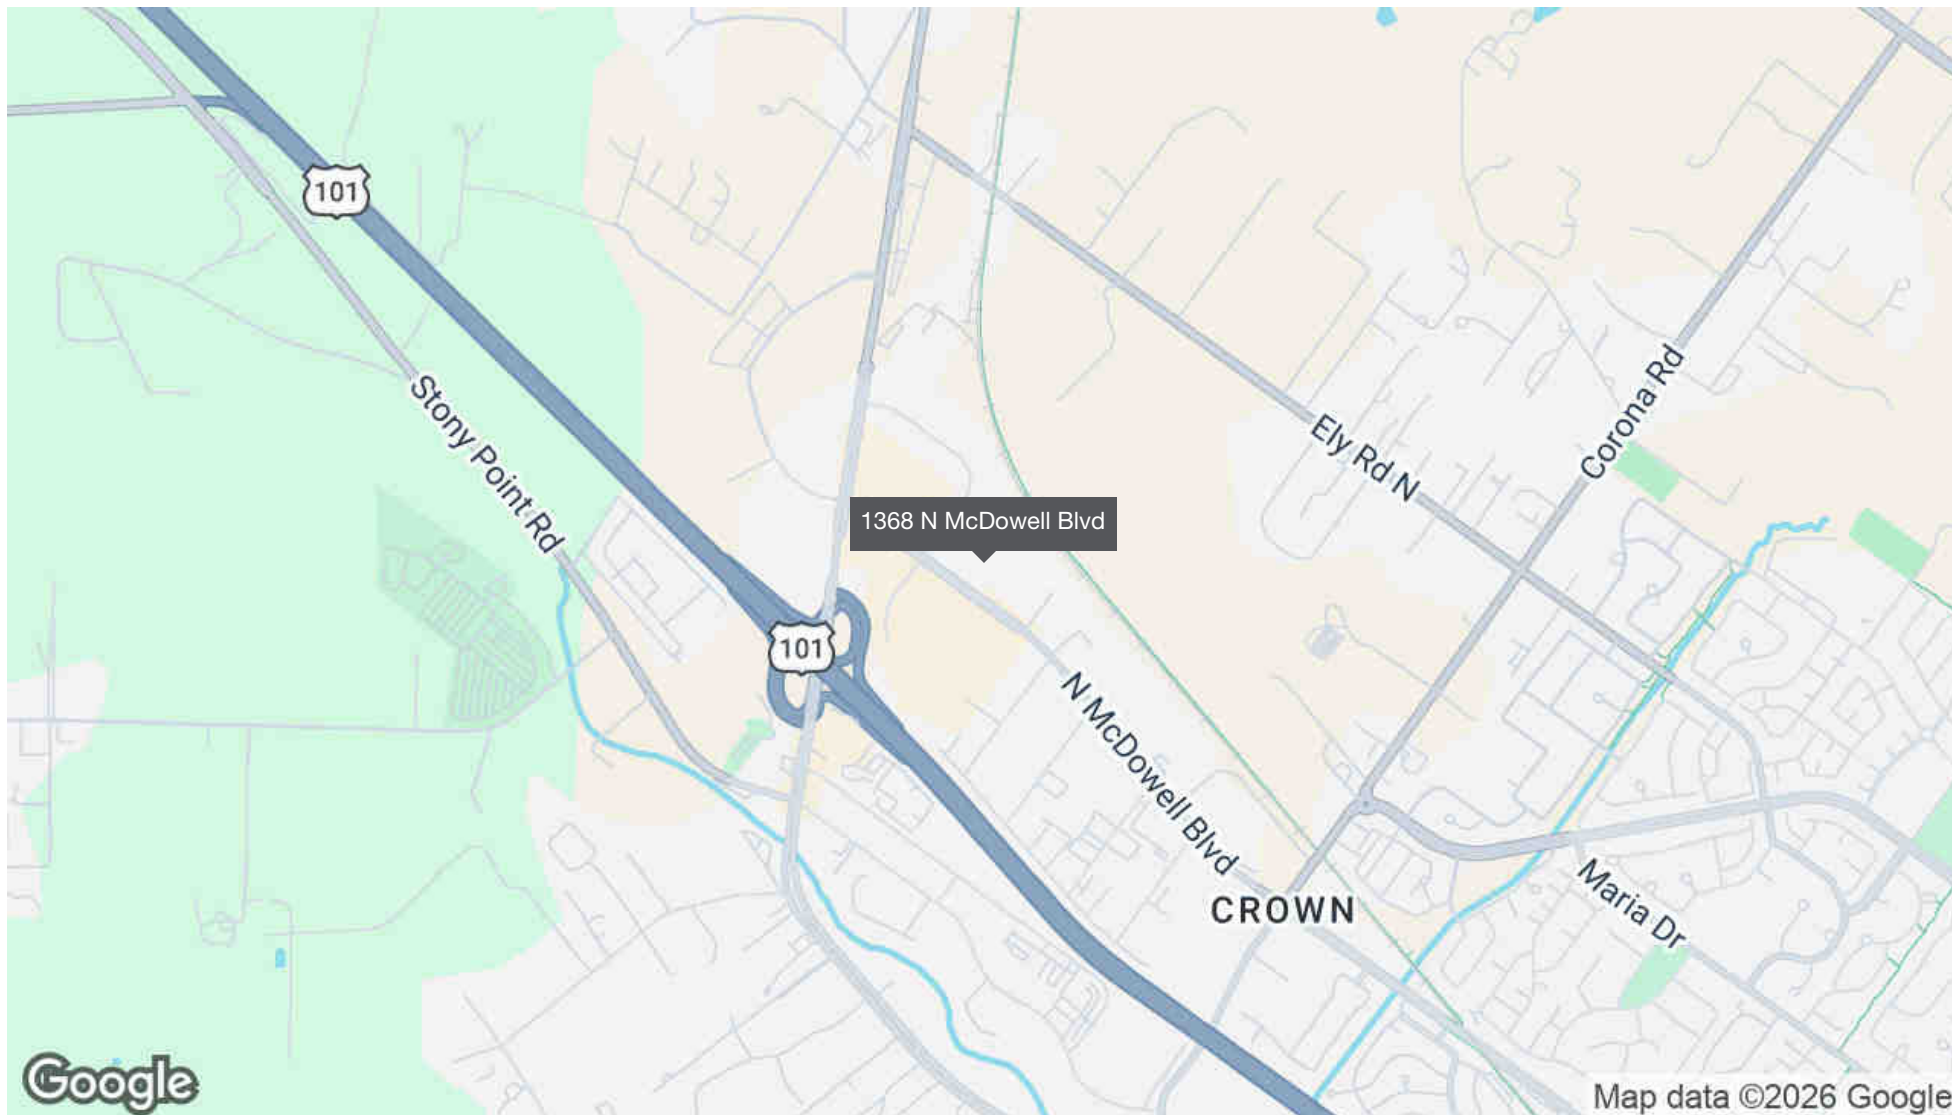 101
Stony Point Rd
Ely Rd N
Corona Rd
1368 N McDowell Blvd
101
N McDowell Blvd
CROWN
Maria Dr
Google
Map data ©2026 Google